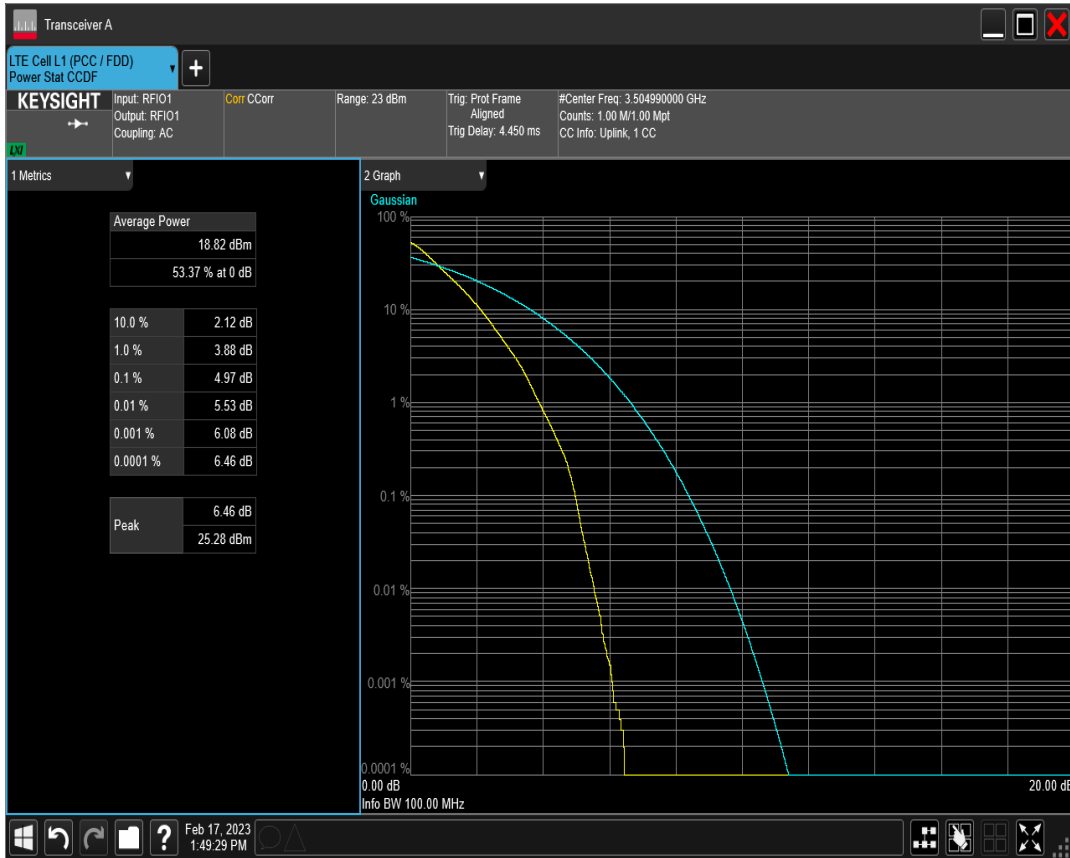 Transceiver A
LTE Cell L1 (PCC / FDD)
Power Stat CCDF
+
KEYSIGHT
LXI
Input: RFIO1
Output: RFIO1
Coupling: AC
Corr CCorr
Range: 23 dBm
Trig: Prot Frame
Aligned
Trig Delay: 4.450 ms
#Center Freq: 3.504990000 GHz
Counts: 1.00 M/1.00 Mpt
CC Info: Uplink, 1 CC
1 Metrics
Average Power
18.82 dBm
53.37 % at 0 dB
10.0 % 2.12 dB
1.0 % 3.88 dB
0.1 % 4.97 dB
0.01 % 5.53 dB
0.001 % 6.08 dB
0.0001 % 6.46 dB
Peak
6.46 dB
25.28 dBm
2 Graph
Gaussian
100 %
10 %
1 %
0.1 %
0.01 %
0.001 %
0.0001 %
0.00 dB 20.00 dB
Info BW 100.00 MHz
?
Feb 17, 2023
1:49:29 PM